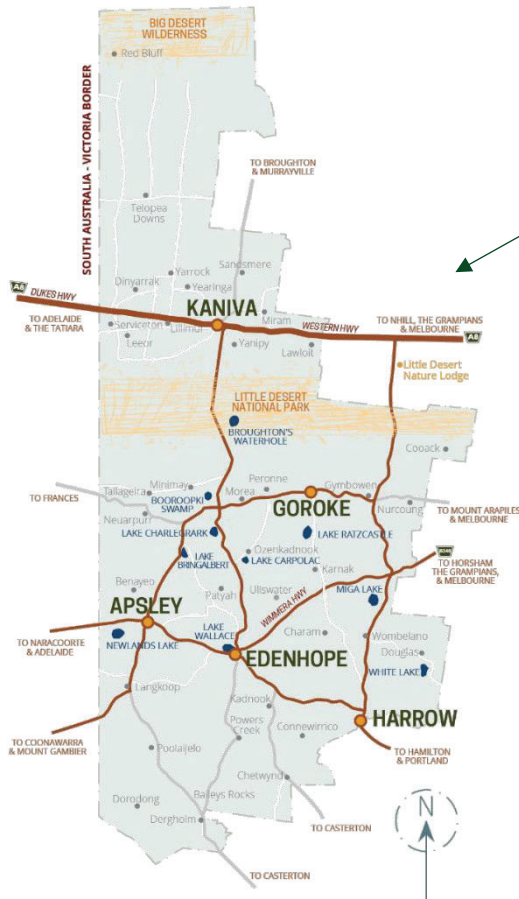 BIG DESERT
WILDERNESS
Red Bluff
SOUTH AUSTRALIA - VICTORIA BORDER
TO BROUGHTON
& MURRAYVILLE
Telopea
Downs
Sandsmere
Yarrock
Dinyarrak
Yearinga
A8
DUKES HWY
KANIVA
TO ADELAIDE
& THE TATIARA
Serviceton
Lillimur
Miram
WESTERN HWY
TO NHILL, THE GRAMPIANS
& MELBOURNE
A8
Leeor
Yanipy
Lawloit
Little Desert
Nature Lodge
LITTLE DESERT
NATIONAL PARK
BROUGHTON'S
WATERHOLE
Cooack
Peronne
Minimay
Tallageira
Gymbowen
TO FRANCES
BOOROOPKI
SWAMP
Morea
GOROKE
Nurcoung
TO MOUNT ARAPILES
& MELBOURNE
Neuarpurr
LAKE CHARLEGRARK
LAKE RATZCASTLE
Ozenkadnook
LAKE
BRINGALBERT
LAKE CARPOLAC
TO HORSHAM
THE GRAMPIANS,
& MELBOURNE
Karnak
Benayeo
Patyah
Ullswater
WIMMERA HWY
MIGA LAKE
APSLEY
LAKE
WALLACE
Charam
Wombelano
TO NARACOORTE
& ADELAIDE
NEWLANDS LAKE
EDENHOPE
Douglas
WHITE LAKE
Langkoop
Kadnook
HARROW
TO COONAWARRA
& MOUNT GAMBIER
Powers
Creek
Connewirrico
Poolaijelo
TO HAMILTON
& PORTLAND
Chetwynd
Baileys Rocks
Dorodong
Dergholm
TO CASTERTON
N
TO CASTERTON